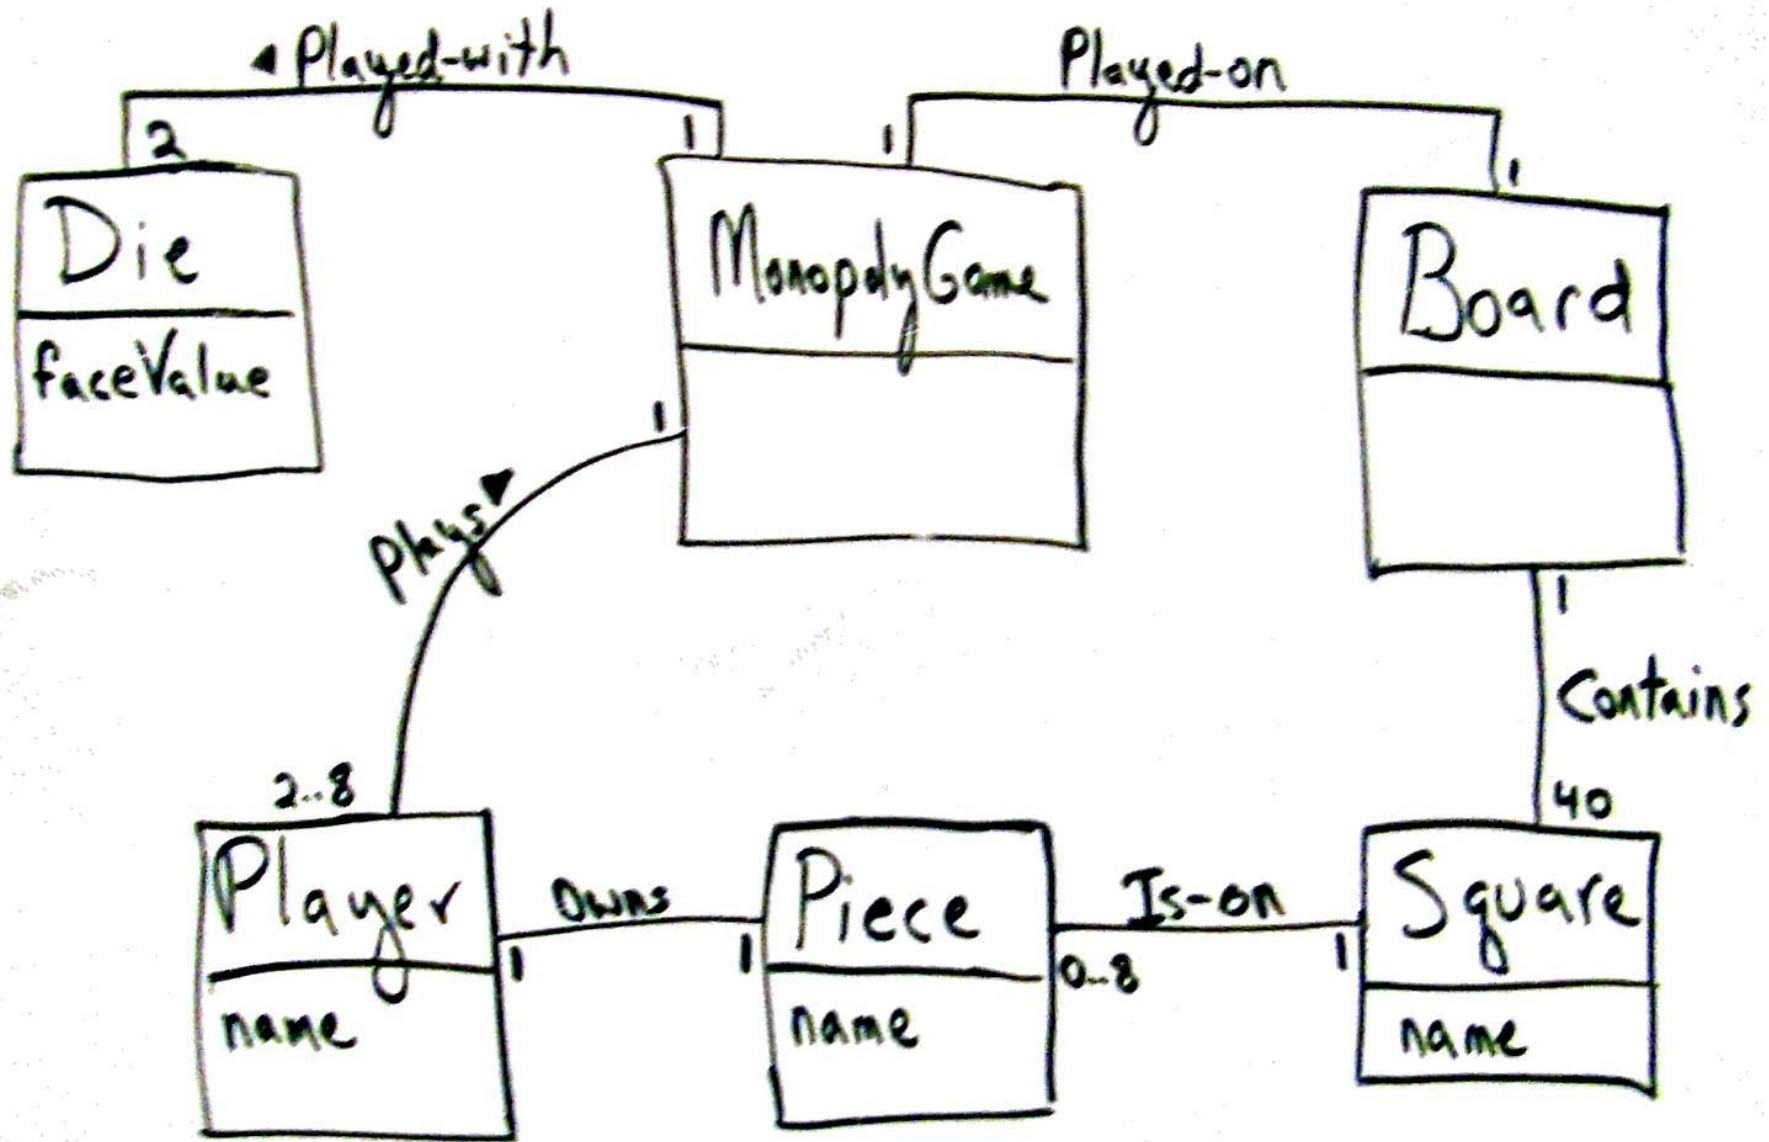 ◄ Played-with
Played-on
2
1
1
1
Die
faceValue
MonopolyGame
Board
1
Plays
1
Contains
2..8
40
Player
name
Owns
1
1
Piece
name
Is-on
0..8
1
Square
name